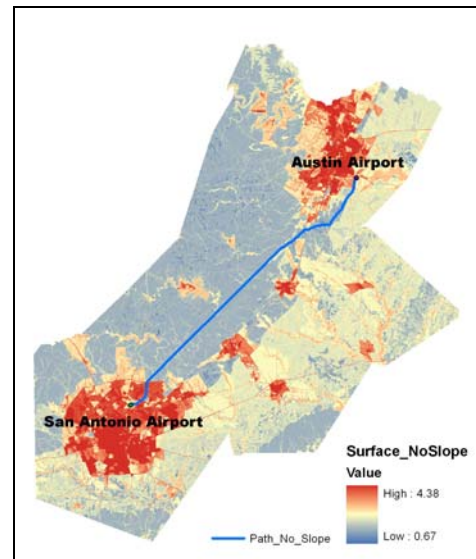 Austin Airport
San Antonio Airport
Surface_NoSlope
Value
High : 4.38
Low : 0.67
Path_No_Slope